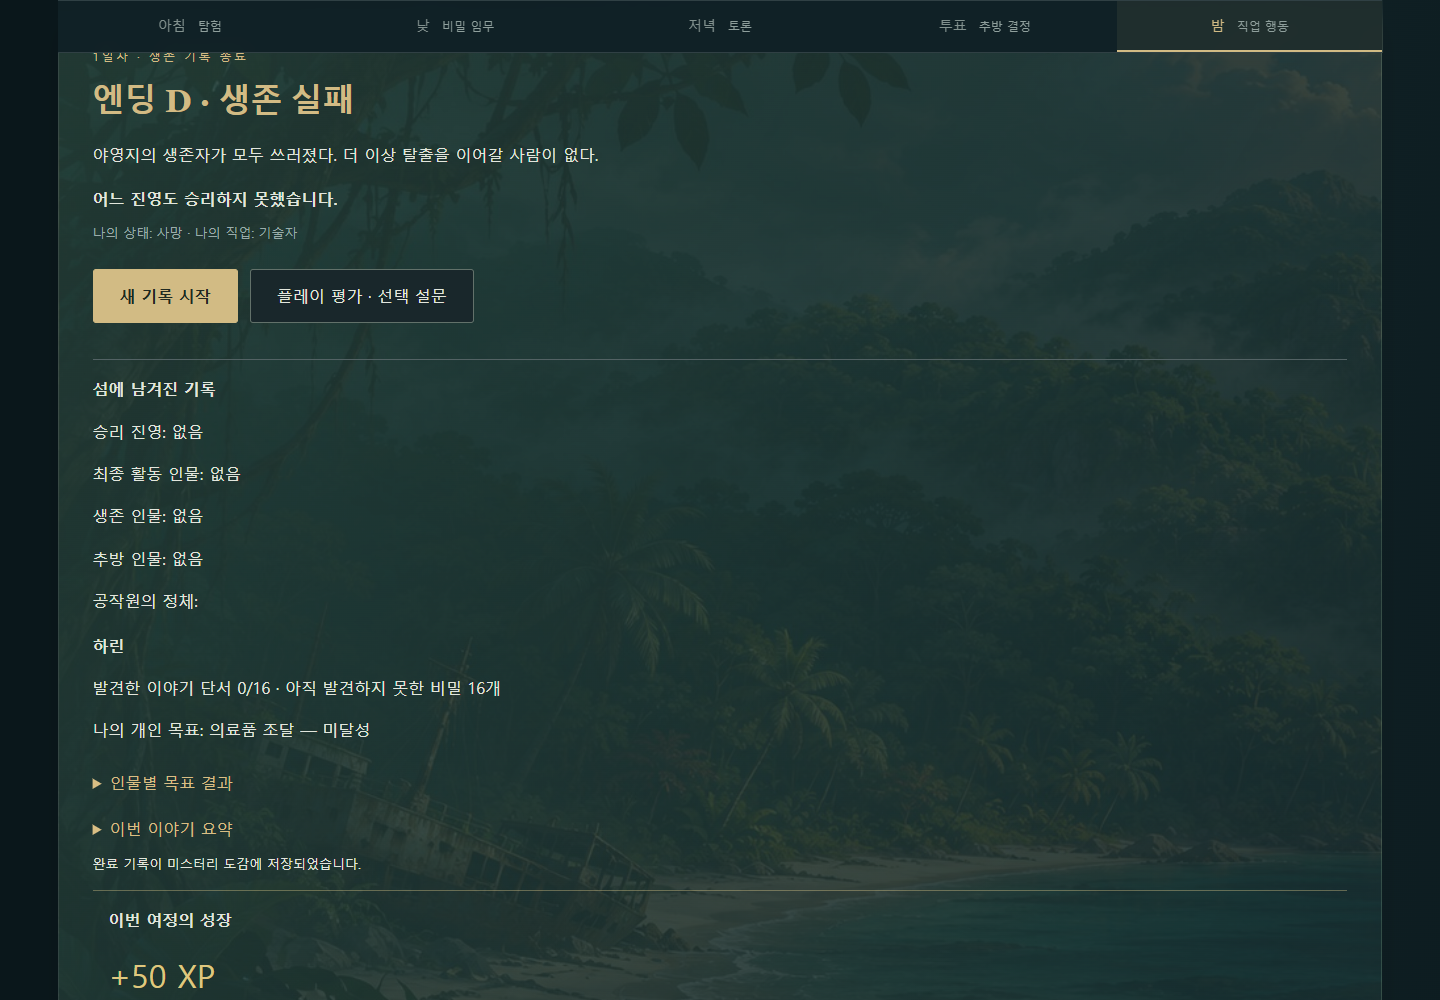 아침 탐험 낮 비밀 임무 저녁 토론 투표 추방 결정 밤 직업 행동
1일차 · 생존 기록 종료
엔딩 D · 생존 실패
야영지의 생존자가 모두 쓰러졌다. 더 이상 탈출을 이어갈 사람이 없다.
어느 진영도 승리하지 못했습니다.
나의 상태: 사망 · 나의 직업: 기술자
새 기록 시작 플레이 평가 · 선택 설문
섬에 남겨진 기록
승리 진영: 없음
최종 활동 인물: 없음
생존 인물: 없음
추방 인물: 없음
공작원의 정체:
하린
발견한 이야기 단서 0/16 · 아직 발견하지 못한 비밀 16개
나의 개인 목표: 의료품 조달 — 미달성
▶ 인물별 목표 결과
▶ 이번 이야기 요약
완료 기록이 미스터리 도감에 저장되었습니다.
이번 여정의 성장
+50 XP